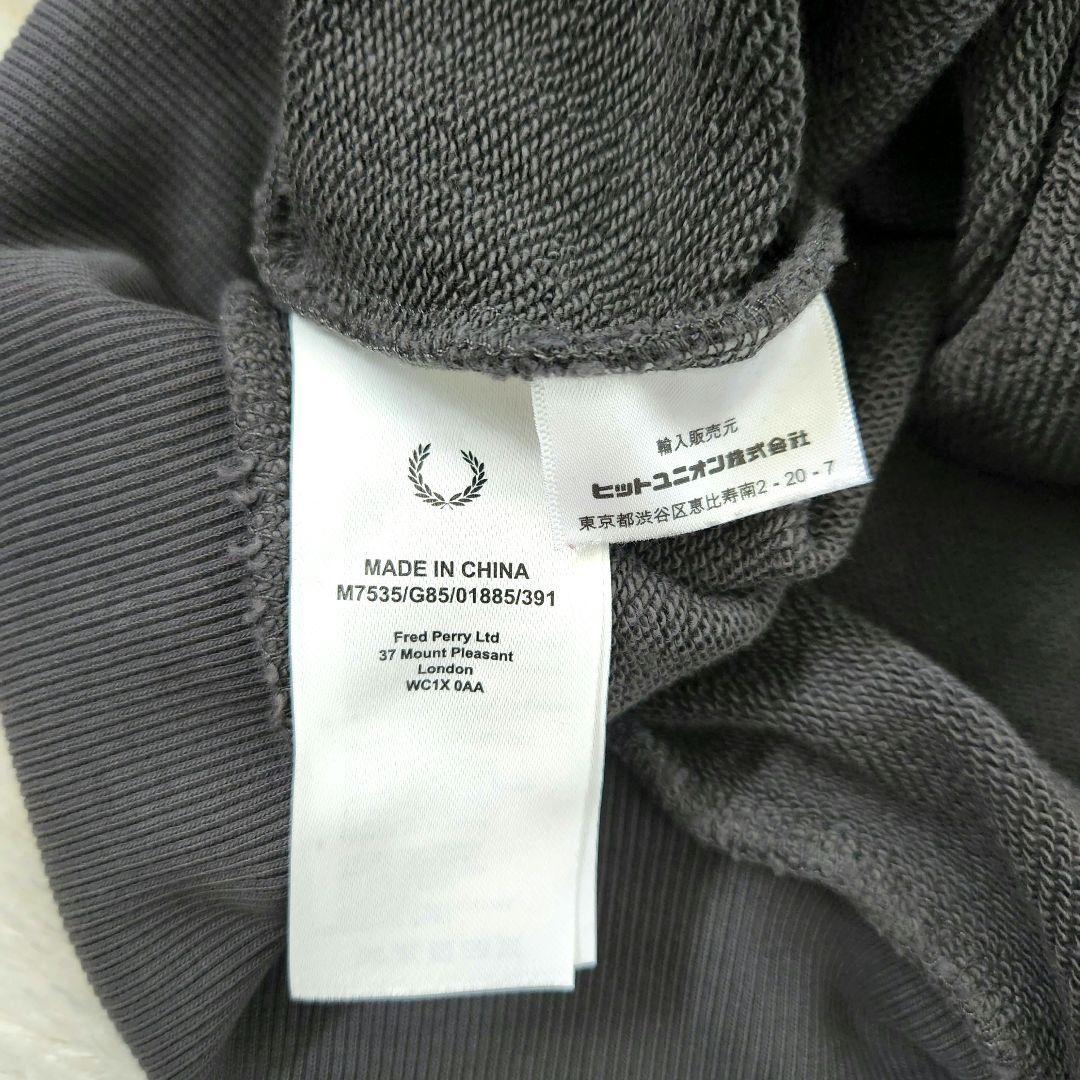 輸入販売元
ヒットユニオン株式会社
東京都渋谷区恵比寿南2-20-7
MADE IN CHINA
M7535/G85/01885/391
Fred Perry Ltd
37 Mount Pleasant
London
WC1X 0AA